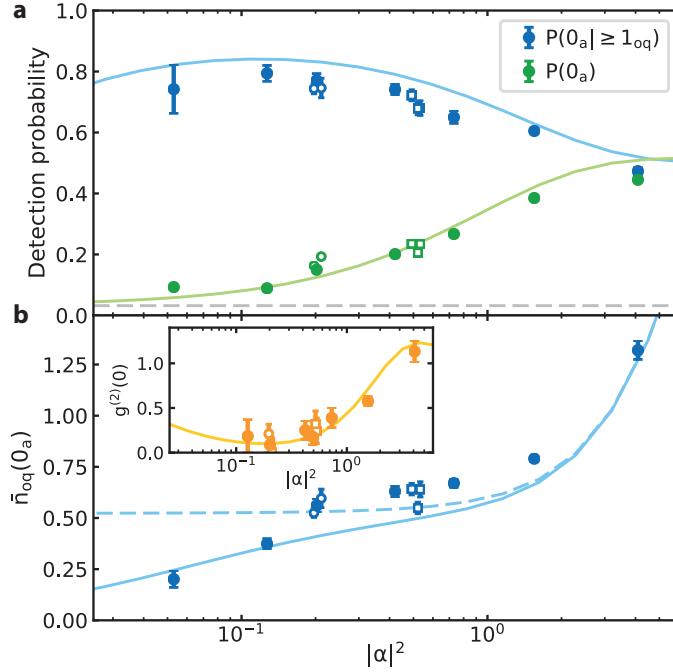 a
1.0
0.8
0.6
0.4
0.2
0.0
Detection probability
P(0ₐ| ≥ 1_oq)
P(0ₐ)
b
1.25
1.00
0.75
0.50
0.25
0.00
n̄_oq(0ₐ)
1.0
0.5
0.0
g⁽²⁾(0)
10⁻¹ 10⁰
|α|²
10⁻¹ 10⁰
|α|²